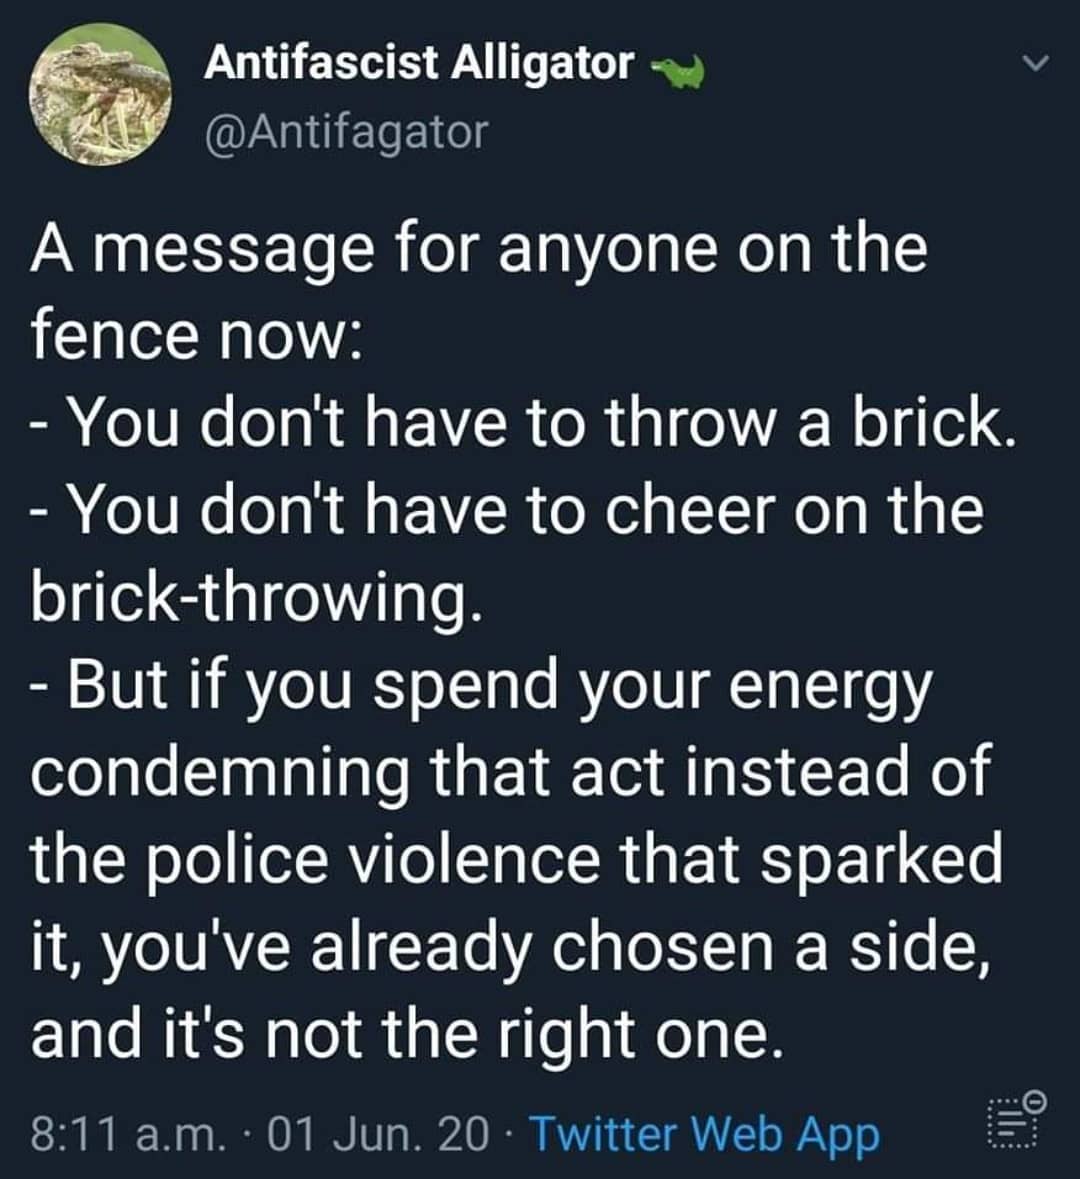 Antifascist Alligator 🐊
@Antifagator
A message for anyone on the
fence now:
- You don't have to throw a brick.
- You don't have to cheer on the
brick-throwing.
- But if you spend your energy
condemning that act instead of
the police violence that sparked
it, you've already chosen a side,
and it's not the right one.
8:11 a.m. · 01 Jun. 20 · Twitter Web App